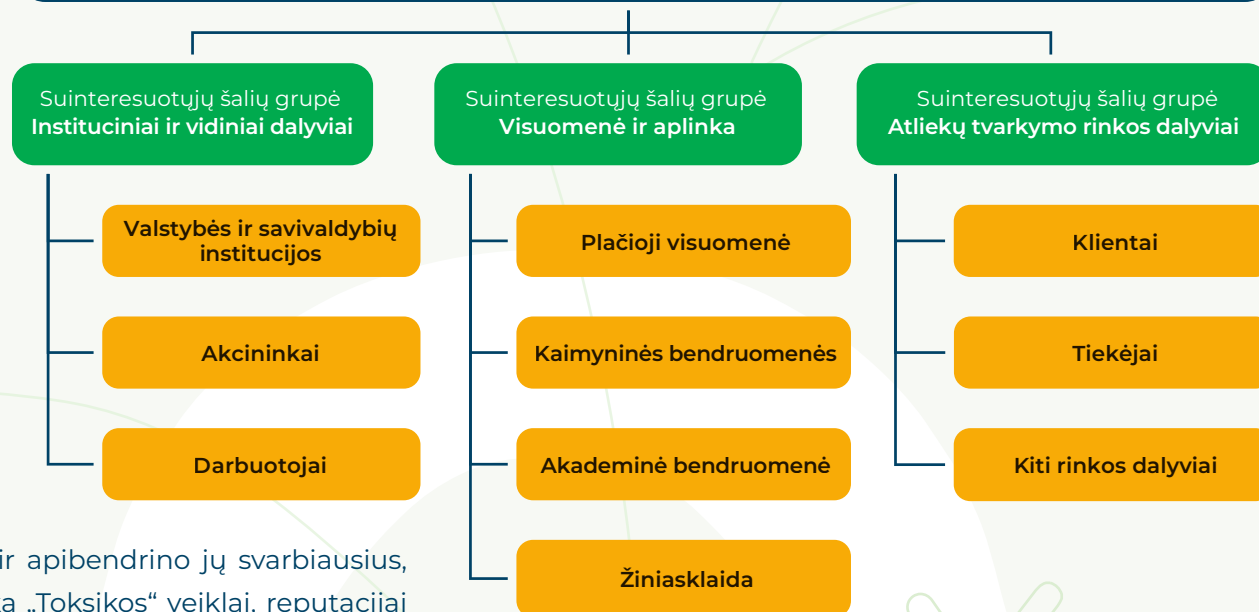 Suinteresuotųjų šalių grupė
Instituciniai ir vidiniai dalyviai
Valstybės ir savivaldybių
institucijos
Akcininkai
Darbuotojai
Suinteresuotųjų šalių grupė
Visuomenė ir aplinka
Plačioji visuomenė
Kaimyninės bendruomenės
Akademinė bendruomenė
Žiniasklaida
Suinteresuotųjų šalių grupė
Atliekų tvarkymo rinkos dalyviai
Klientai
Tiekėjai
Kiti rinkos dalyviai
ir apibendrino jų svarbiausius,
„Toksikos“ veiklai, reputacijai